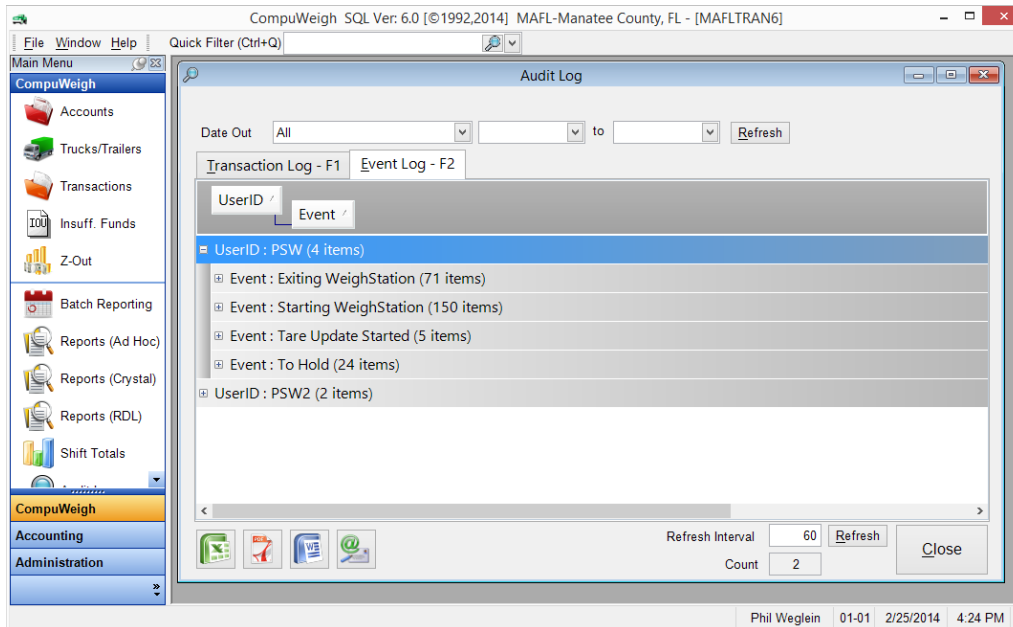 CompuWeigh SQL Ver: 6.0 [©1992,2014] MAFL-Manatee County, FL - [MAFLTRAN6]
File Window Help Quick Filter (Ctrl+Q)
Main Menu
CompuWeigh
Accounts
Trucks/Trailers
Transactions
IOU
Insuff. Funds
Z-Out
Batch Reporting
Reports (Ad Hoc)
Reports (Crystal)
Reports (RDL)
Shift Totals
CompuWeigh
Accounting
Administration
Audit Log
Date Out All to Refresh
Transaction Log - F1 Event Log - F2
UserID
Event
UserID : PSW (4 items)
Event : Exiting WeighStation (71 items)
Event : Starting WeighStation (150 items)
Event : Tare Update Started (5 items)
Event : To Hold (24 items)
UserID : PSW2 (2 items)
Refresh Interval 60 Refresh
Count 2
Close
Phil Weglein 01-01 2/25/2014 4:24 PM